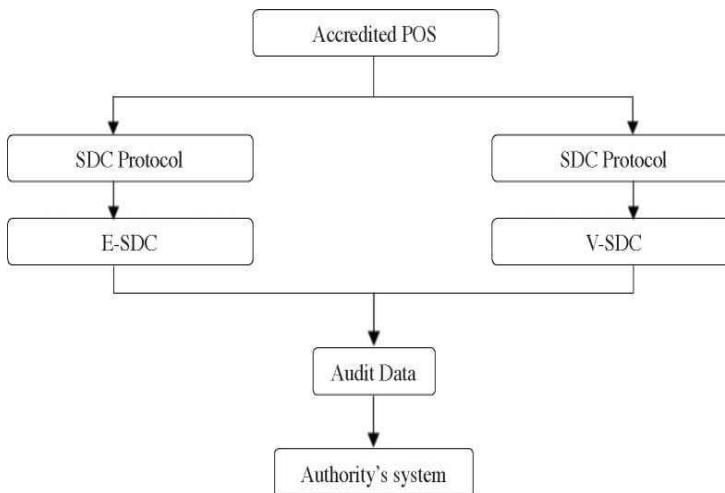 Accredited POS
SDC Protocol
SDC Protocol
E-SDC
V-SDC
Audit Data
Authority’s system